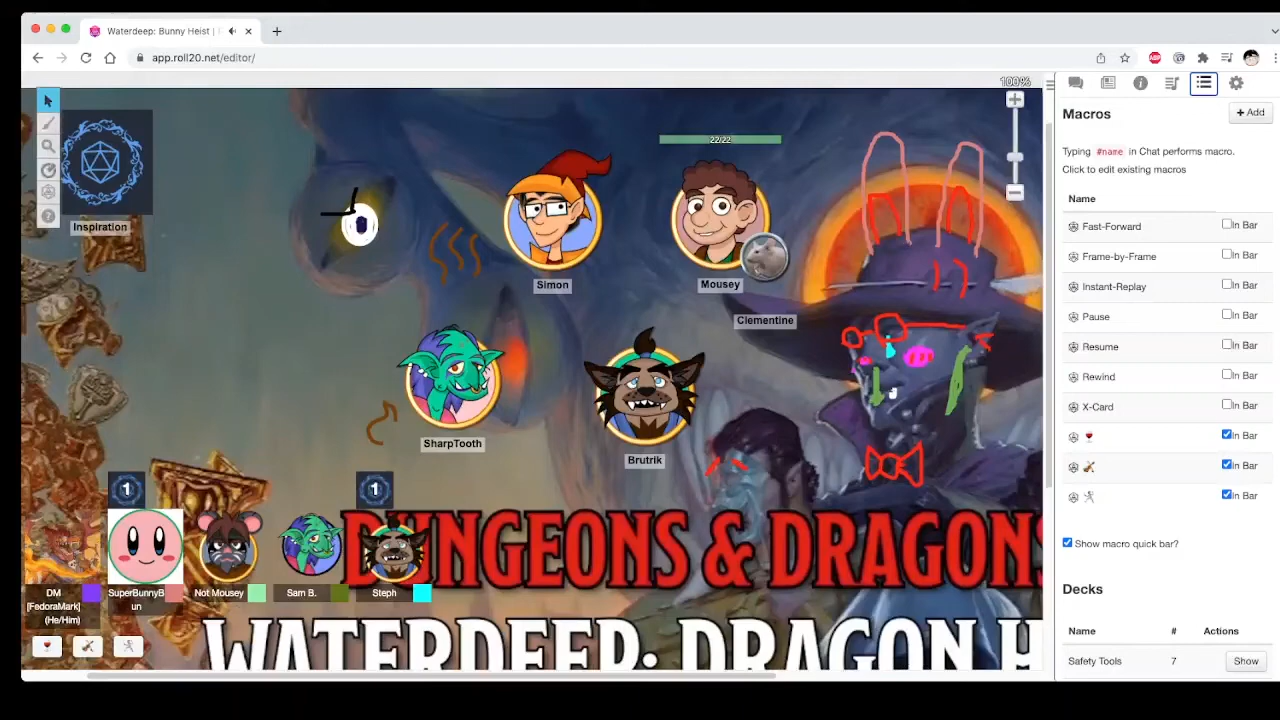 Waterdeep: Bunny Heist |
app.roll20.net/editor/
100%
Inspiration
22/22
Simon
Mousey
Clementine
SharpTooth
Brutrik
1
1
DUNGEONS & DRAGONS
WATERDEEP: DRAGON H
DM
[FedoraMark]
(He/Him)
SuperBunnyB
un
Not Mousey
Sam B.
Steph
Macros
+ Add
Typing #name in Chat performs macro.
Click to edit existing macros
Name
Fast-Forward In Bar
Frame-by-Frame In Bar
Instant-Replay In Bar
Pause In Bar
Resume In Bar
Rewind In Bar
X-Card In Bar
In Bar
In Bar
In Bar
Show macro quick bar?
Decks
Name # Actions
Safety Tools 7 Show